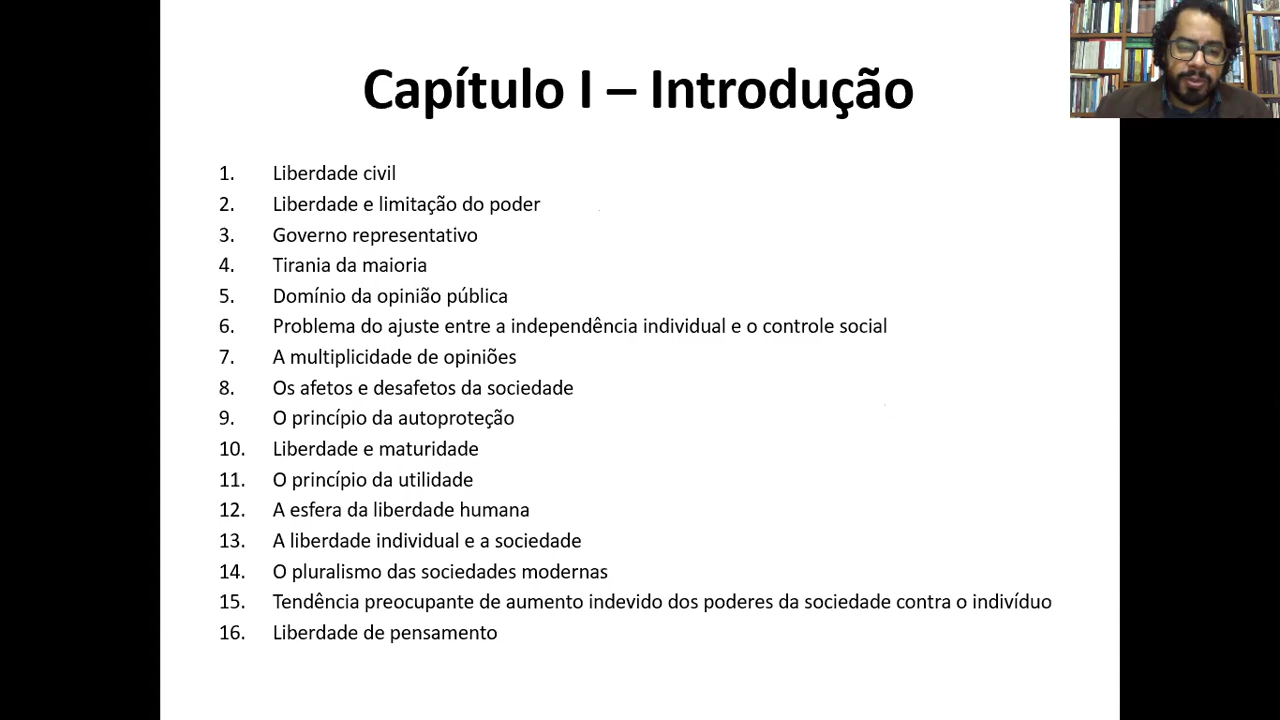 Capítulo I – Introdução
1. Liberdade civil
2. Liberdade e limitação do poder
3. Governo representativo
4. Tirania da maioria
5. Domínio da opinião pública
6. Problema do ajuste entre a independência individual e o controle social
7. A multiplicidade de opiniões
8. Os afetos e desafetos da sociedade
9. O princípio da autoproteção
10. Liberdade e maturidade
11. O princípio da utilidade
12. A esfera da liberdade humana
13. A liberdade individual e a sociedade
14. O pluralismo das sociedades modernas
15. Tendência preocupante de aumento indevido dos poderes da sociedade contra o indivíduo
16. Liberdade de pensamento